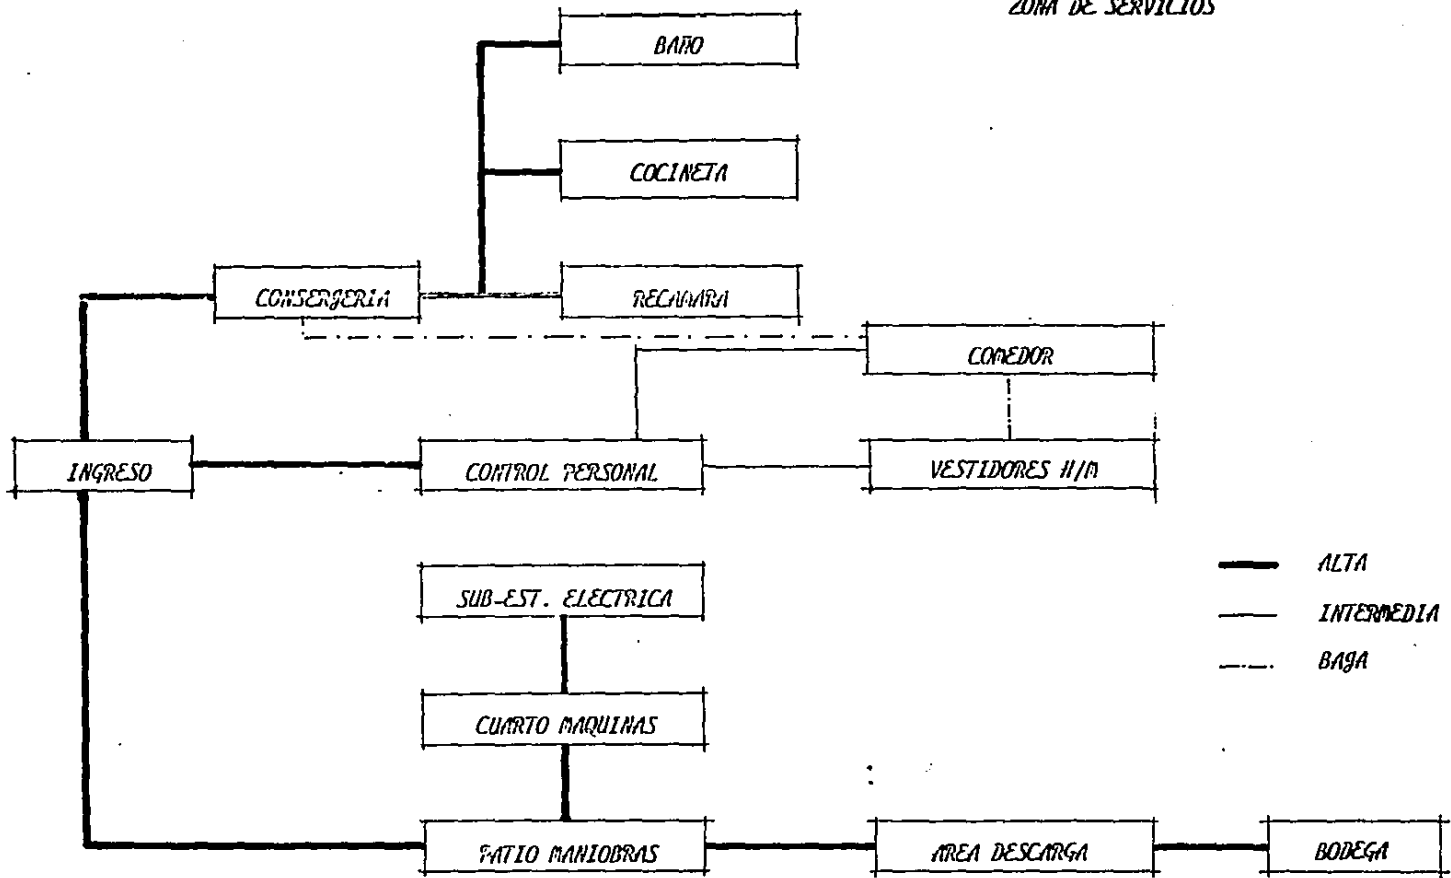 ZONA DE SERVICIOS
BAÑO
COCINETA
CONSERJERIA
RECAMARA
COMEDOR
INGRESO
CONTROL PERSONAL
VESTIDORES H/M
SUB-EST. ELECTRICA
ALTA
INTERMEDIA
BAJA
CUARTO MAQUINAS
PATIO MANIOBRAS
AREA DESCARGA
BODEGA